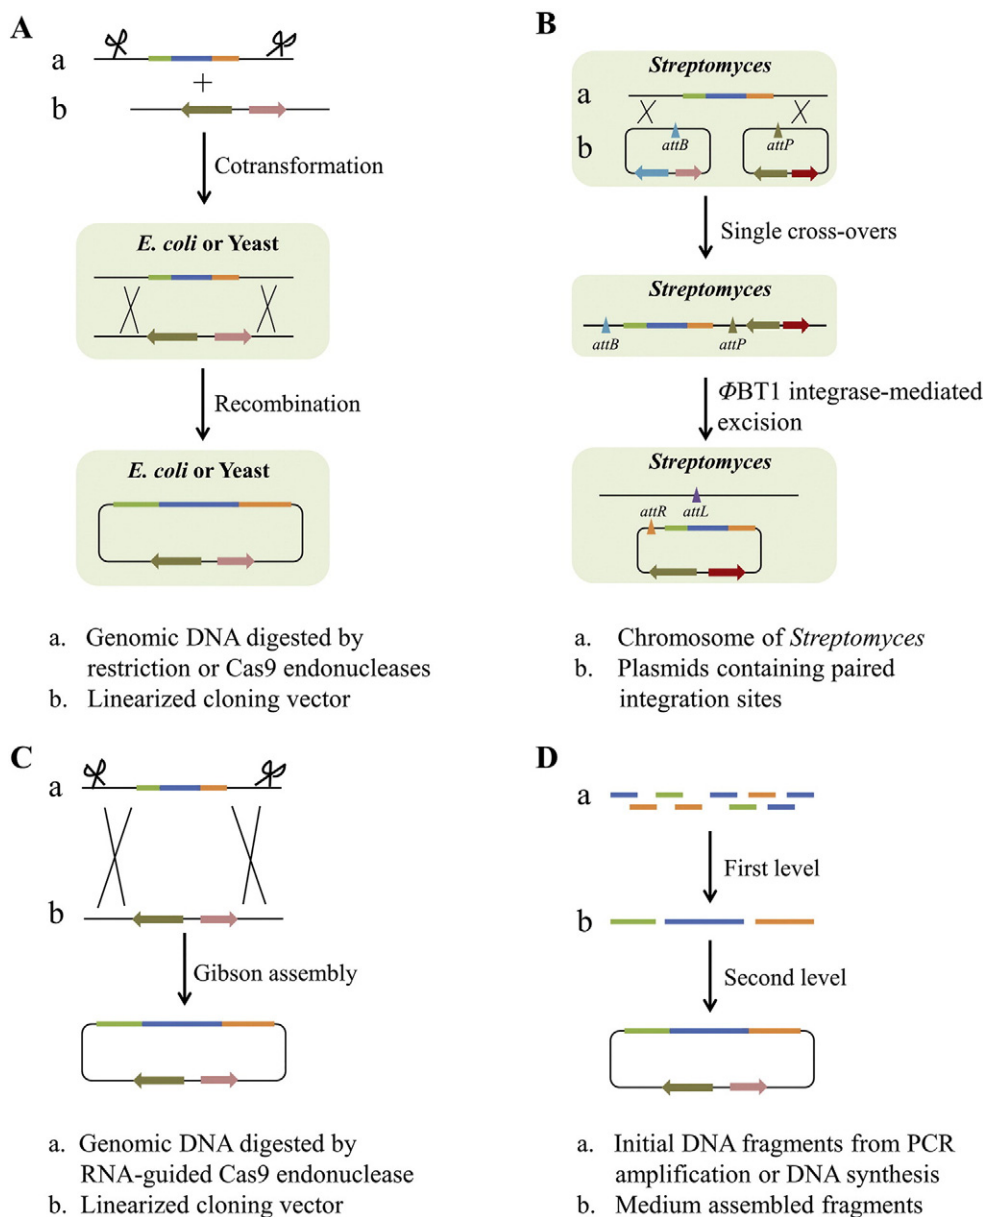 A
a
b
Cotransformation
E. coli or Yeast
Recombination
E. coli or Yeast
a. Genomic DNA digested by
restriction or Cas9 endonucleases
b. Linearized cloning vector
B
Streptomyces
a
b
attB
attP
Single cross-overs
Streptomyces
attB
attP
ΦBT1 integrase-mediated
excision
Streptomyces
attR
attL
a. Chromosome of Streptomyces
b. Plasmids containing paired
integration sites
C
a
b
Gibson assembly
a. Genomic DNA digested by
RNA-guided Cas9 endonuclease
b. Linearized cloning vector
D
a
First level
b
Second level
a. Initial DNA fragments from PCR
amplification or DNA synthesis
b. Medium assembled fragments